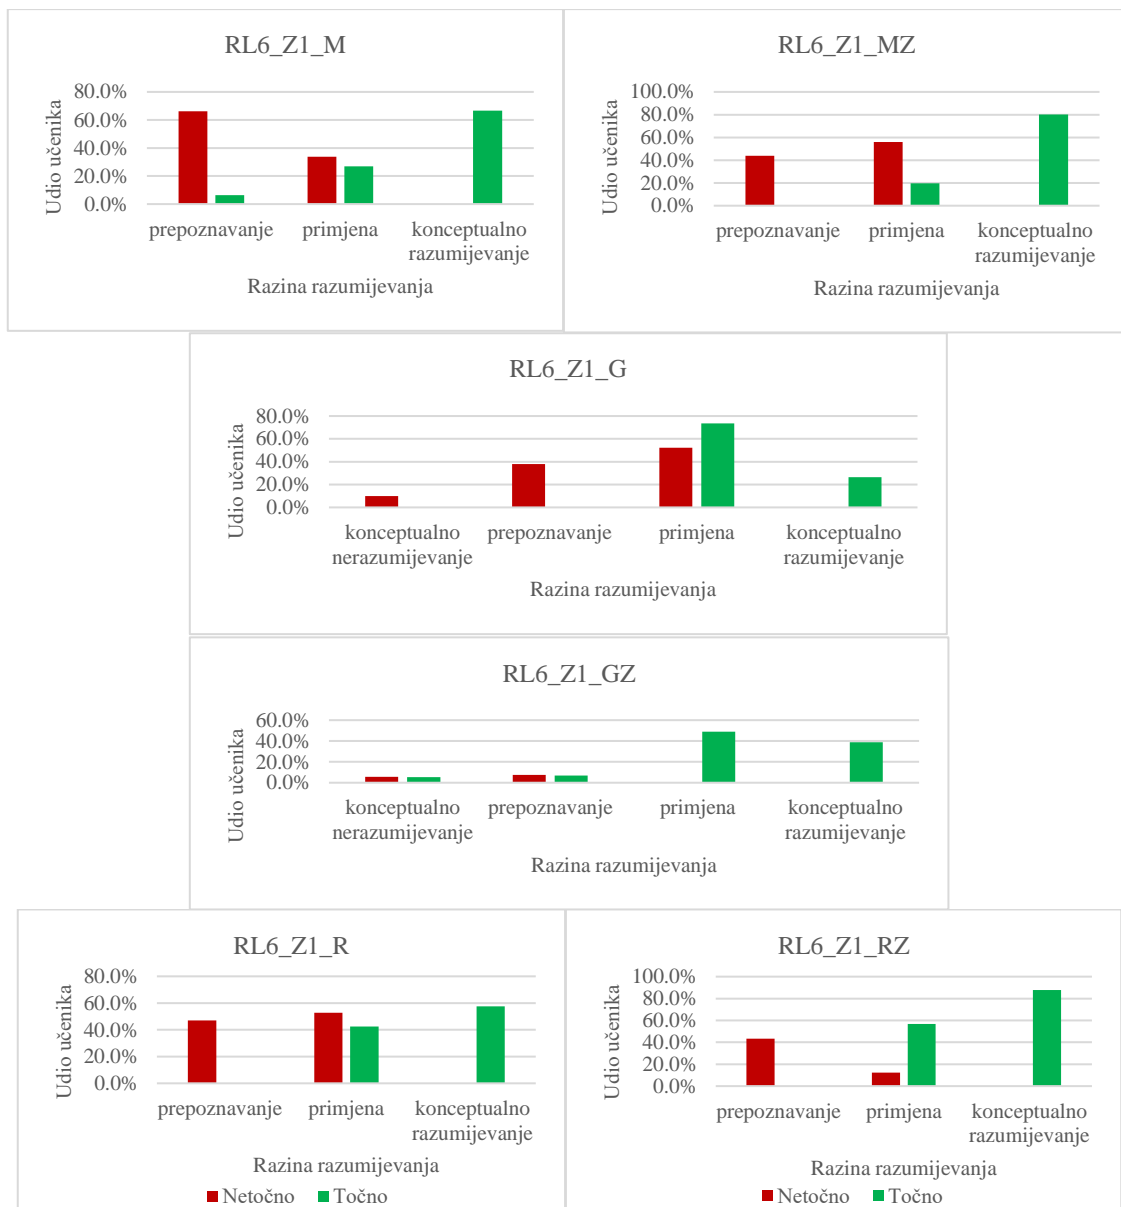 RL6_Z1_M
Udio učenika
80.0%
60.0%
40.0%
20.0%
0.0%
prepoznavanje primjena konceptualno
razumijevanje
Razina razumijevanja
RL6_Z1_MZ
Udio učenika
100.0%
80.0%
60.0%
40.0%
20.0%
0.0%
prepoznavanje primjena konceptualno
razumijevanje
Razina razumijevanja
RL6_Z1_G
Udio učenika
80.0%
60.0%
40.0%
20.0%
0.0%
konceptualno prepoznavanje primjena konceptualno
nerazumijevanje razumijevanje
Razina razumijevanja
RL6_Z1_GZ
Udio učenika
60.0%
40.0%
20.0%
0.0%
konceptualno prepoznavanje primjena konceptualno
nerazumijevanje razumijevanje
Razina razumijevanja
RL6_Z1_R
Udio učenika
80.0%
60.0%
40.0%
20.0%
0.0%
prepoznavanje primjena konceptualno
razumijevanje
Razina razumijevanja
Netočno Točno
RL6_Z1_RZ
Udio učenika
100.0%
80.0%
60.0%
40.0%
20.0%
0.0%
prepoznavanje primjena konceptualno
razumijevanje
Razina razumijevanja
Netočno Točno